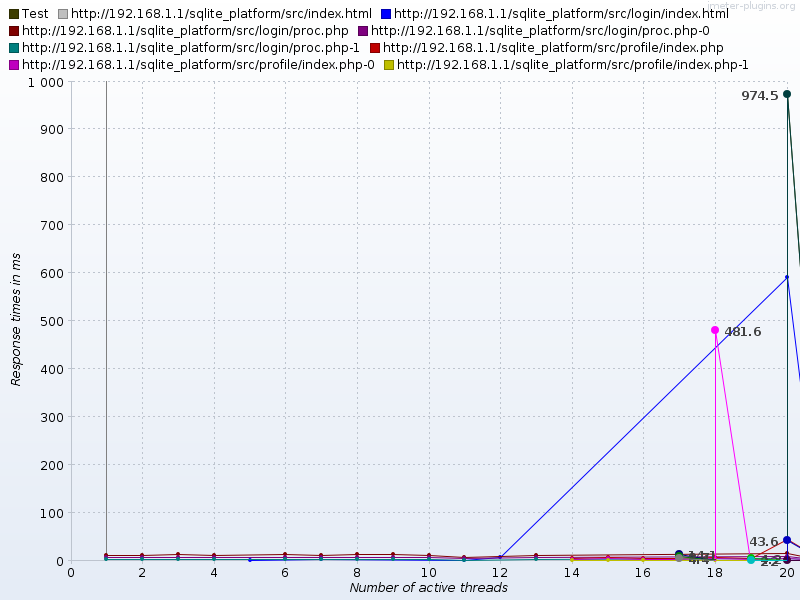 jmeter-plugins.org
Test http://192.168.1.1/sqlite_platform/src/index.html http://192.168.1.1/sqlite_platform/src/login/index.html
http://192.168.1.1/sqlite_platform/src/login/proc.php http://192.168.1.1/sqlite_platform/src/login/proc.php-0
http://192.168.1.1/sqlite_platform/src/login/proc.php-1 http://192.168.1.1/sqlite_platform/src/profile/index.php
http://192.168.1.1/sqlite_platform/src/profile/index.php-0 http://192.168.1.1/sqlite_platform/src/profile/index.php-1
1 000
974.5
900
800
700
600
500
481.6
400
300
200
100
43.6
0
Response times in ms
0 2 4 6 8 10 12 14 16 18 20
Number of active threads